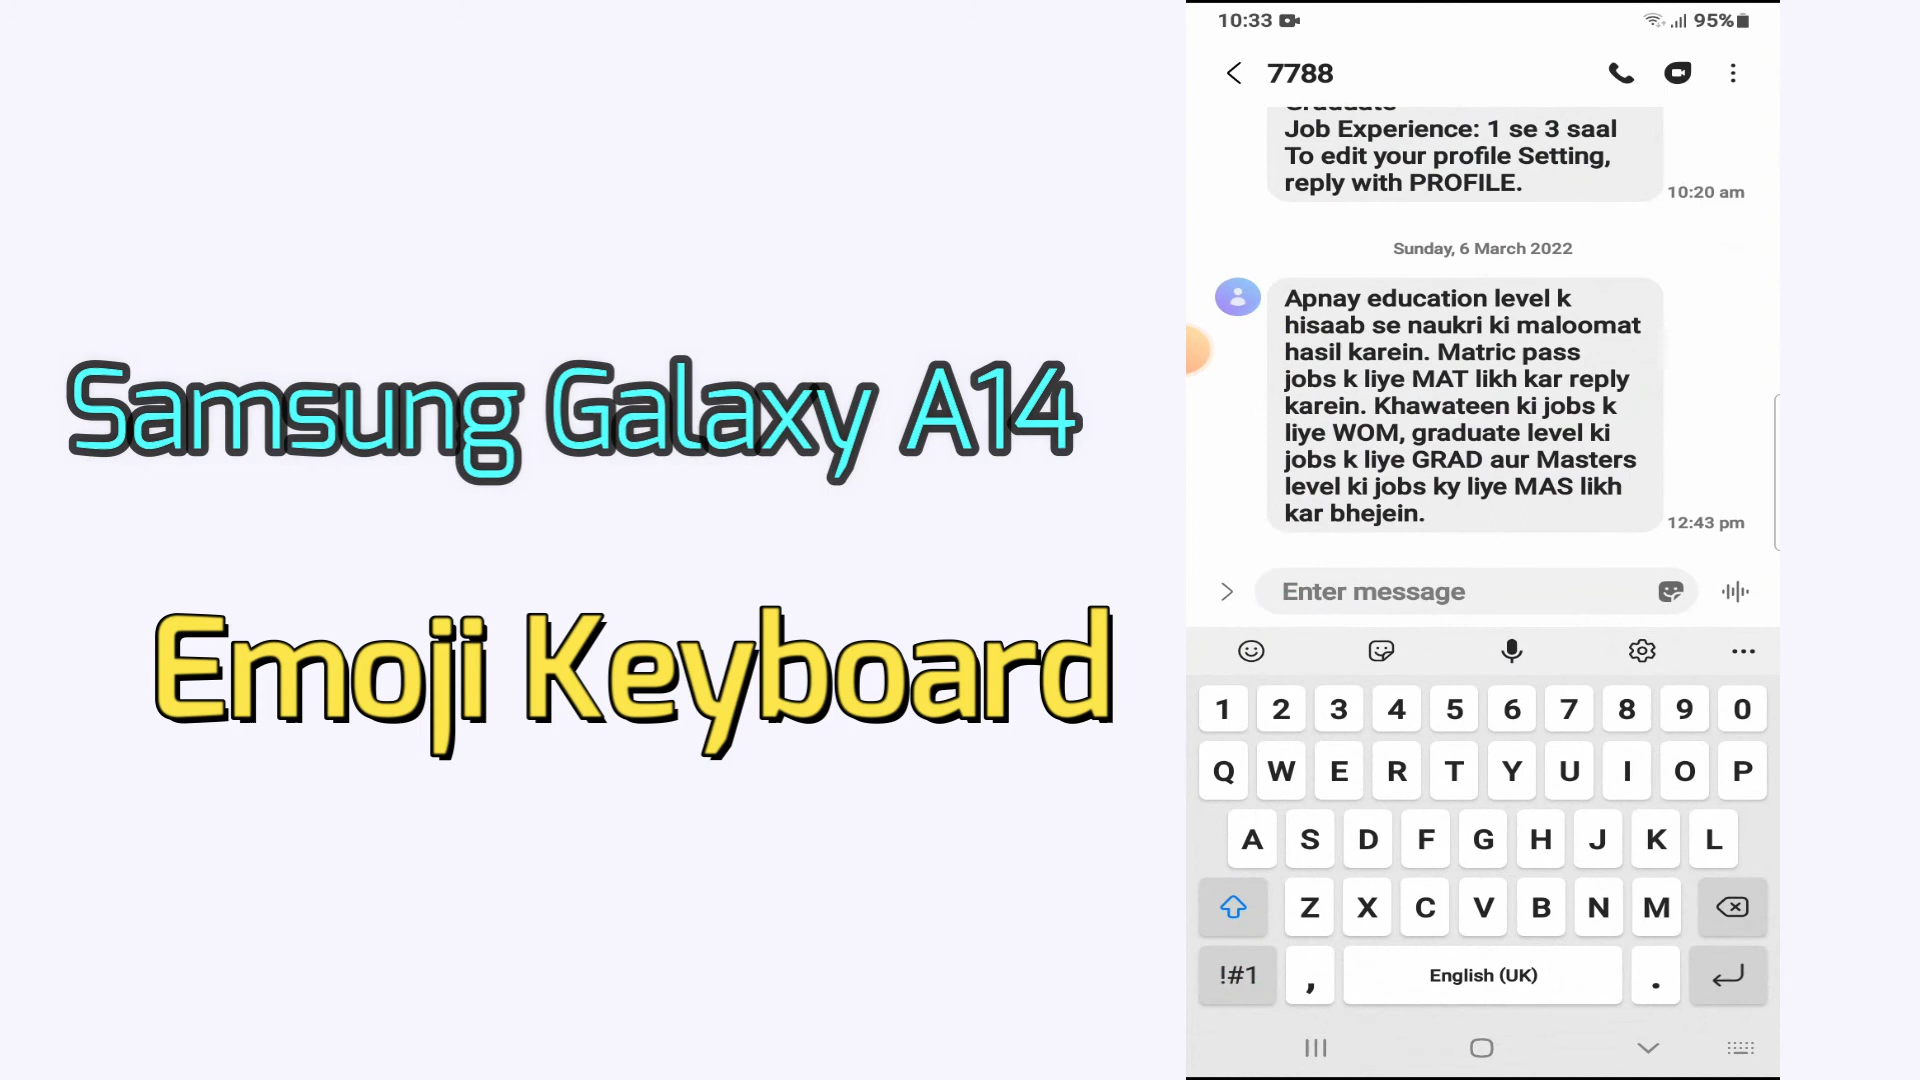 Samsung Galaxy A14
Emoji Keyboard
10:33
95%
7788
Graduate
Job Experience: 1 se 3 saal
To edit your profile Setting,
reply with PROFILE.
10:20 am
Sunday, 6 March 2022
Apnay education level k
hisaab se naukri ki maloomat
hasil karein. Matric pass
jobs k liye MAT likh kar reply
karein. Khawateen ki jobs k
liye WOM, graduate level ki
jobs k liye GRAD aur Masters
level ki jobs ky liye MAS likh
kar bhejein.
12:43 pm
Enter message
1 2 3 4 5 6 7 8 9 0
Q W E R T Y U I O P
A S D F G H J K L
Z X C V B N M
!#1 , English (UK) .